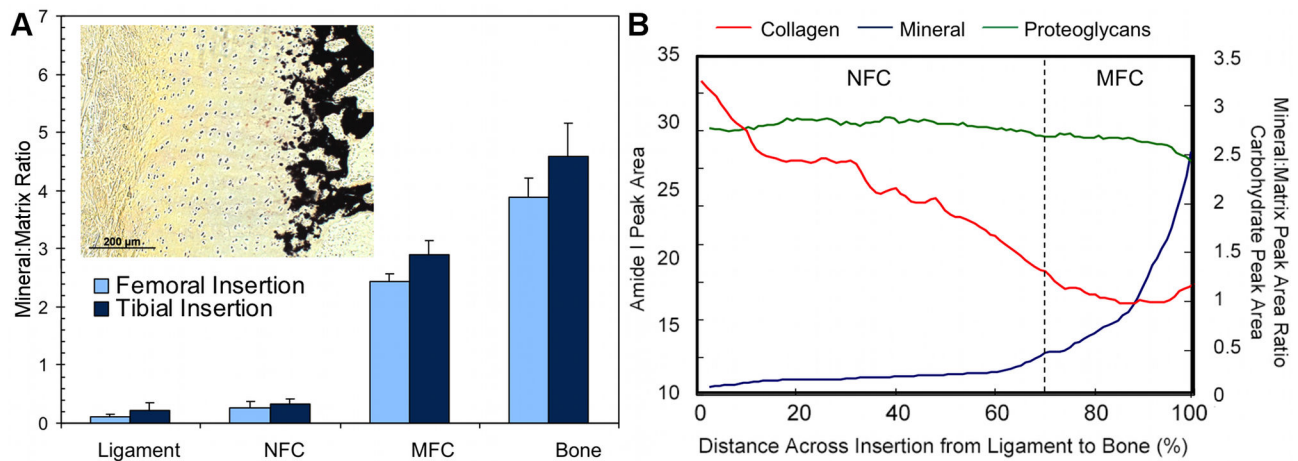 A
7
6
5
4
3
2
1
0
Mineral:Matrix Ratio
200 µm
Femoral Insertion
Tibial Insertion
Ligament NFC MFC Bone
B
Collagen Mineral Proteoglycans
35
30
25
20
15
10
Amide I Peak Area
NFC MFC
3.5
3
2.5
2
1.5
1
0.5
0
Mineral:Matrix Peak Area Ratio
Carbohydrate Peak Area
0 20 40 60 80 100
Distance Across Insertion from Ligament to Bone (%)